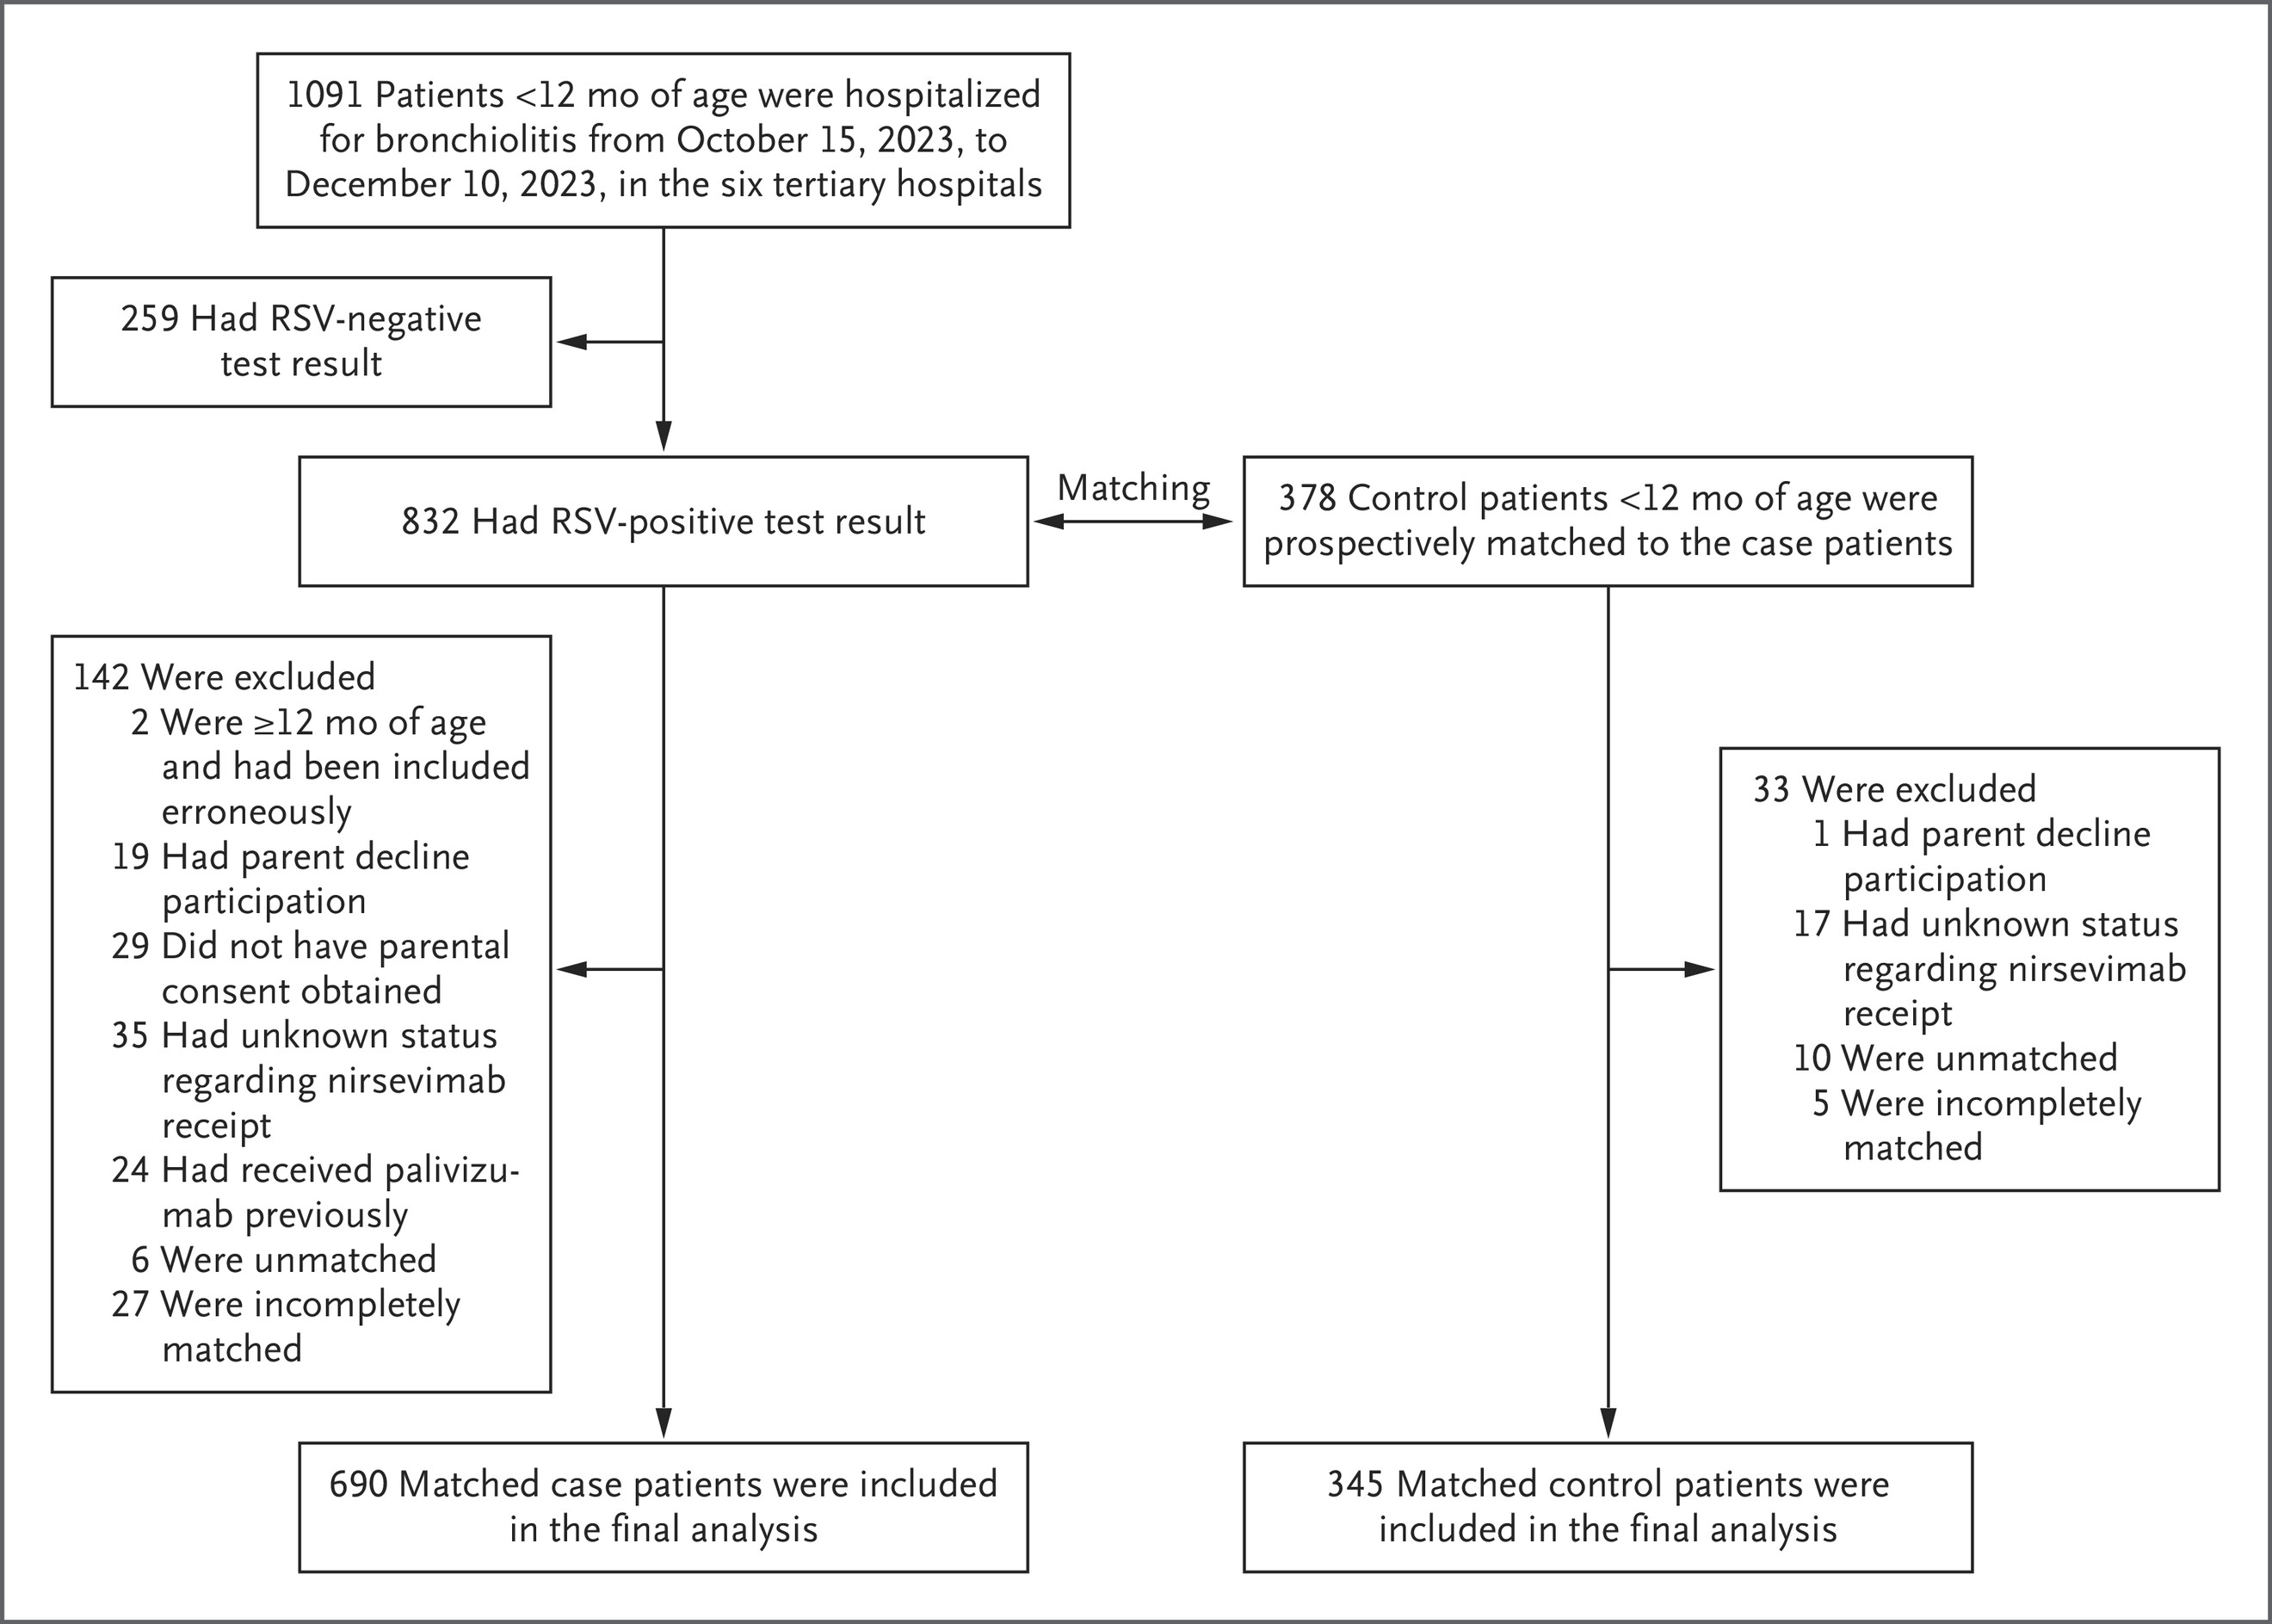 1091 Patients <12 mo of age were hospitalized
for bronchiolitis from October 15, 2023, to
December 10, 2023, in the six tertiary hospitals
259 Had RSV-negative
test result
832 Had RSV-positive test result
Matching
378 Control patients <12 mo of age were
prospectively matched to the case patients
142 Were excluded
2 Were ≥12 mo of age
and had been included
erroneously
19 Had parent decline
participation
29 Did not have parental
consent obtained
35 Had unknown status
regarding nirsevimab
receipt
24 Had received palivizu-
mab previously
6 Were unmatched
27 Were incompletely
matched
33 Were excluded
1 Had parent decline
participation
17 Had unknown status
regarding nirsevimab
receipt
10 Were unmatched
5 Were incompletely
matched
690 Matched case patients were included
in the final analysis
345 Matched control patients were
included in the final analysis